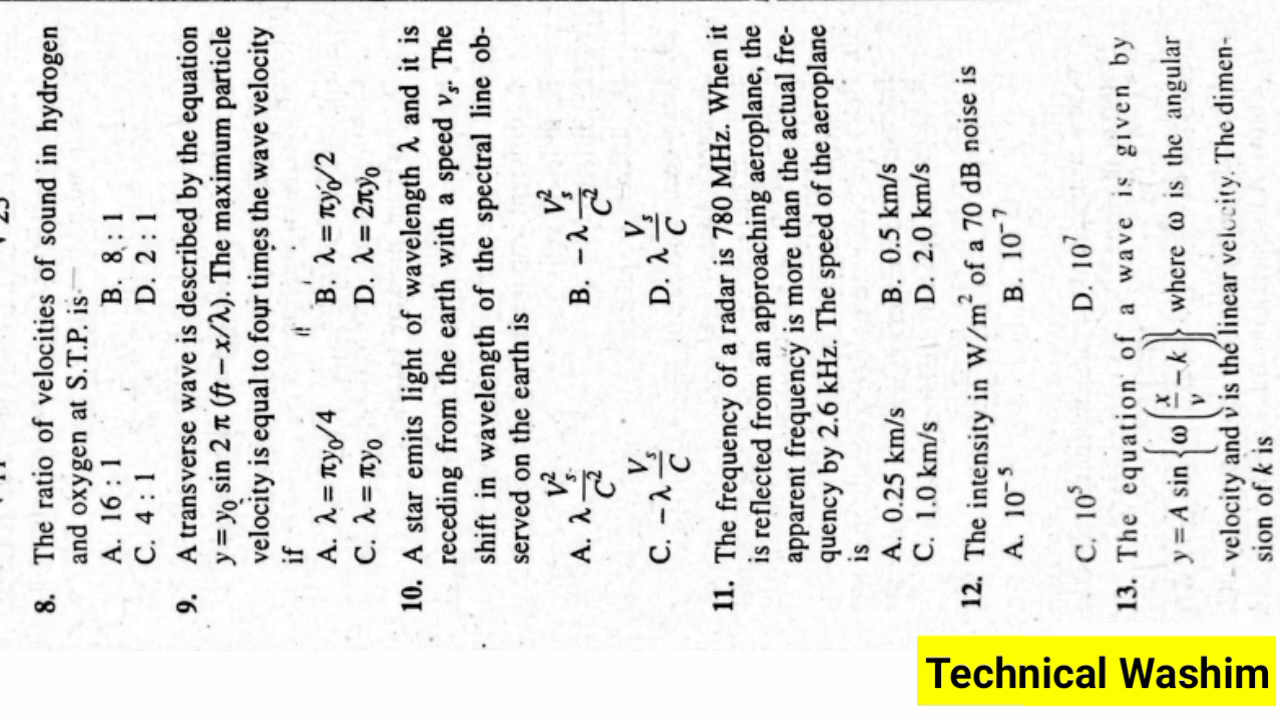 8. The ratio of velocities of sound in hydrogen
and oxygen at S.T.P. is
A. 16 : 1 B. 8 : 1
C. 4 : 1 D. 2 : 1
9. A transverse wave is described by the equation
y = y₀ sin 2 π (ft − x/λ). The maximum particle
velocity is equal to four times the wave velocity
if
A. λ = πy₀/4 B. λ = πy₀/2
C. λ = πy₀ D. λ = 2πy₀
10. A star emits light of wavelength λ and it is
receding from the earth with a speed vₛ. The
shift in wavelength of the spectral line ob-
served on the earth is
A. λ Vₛ²/C² B. −λ Vₛ²/C²
C. −λ Vₛ/C D. λ Vₛ/C
11. The frequency of a radar is 780 MHz. When it
is reflected from an approaching aeroplane, the
apparent frequency is more than the actual fre-
quency by 2.6 kHz. The speed of the aeroplane
is
A. 0.25 km/s B. 0.5 km/s
C. 1.0 km/s D. 2.0 km/s
12. The intensity in W/m² of a 70 dB noise is
A. 10⁻⁵ B. 10⁻⁷
C. 10⁵ D. 10⁷
13. The equation of a wave is given by
y = A sin {ω (x/v − k)} where ω is the angular
velocity and v is the linear velocity. The dimen-
sion of k is
Technical Washim